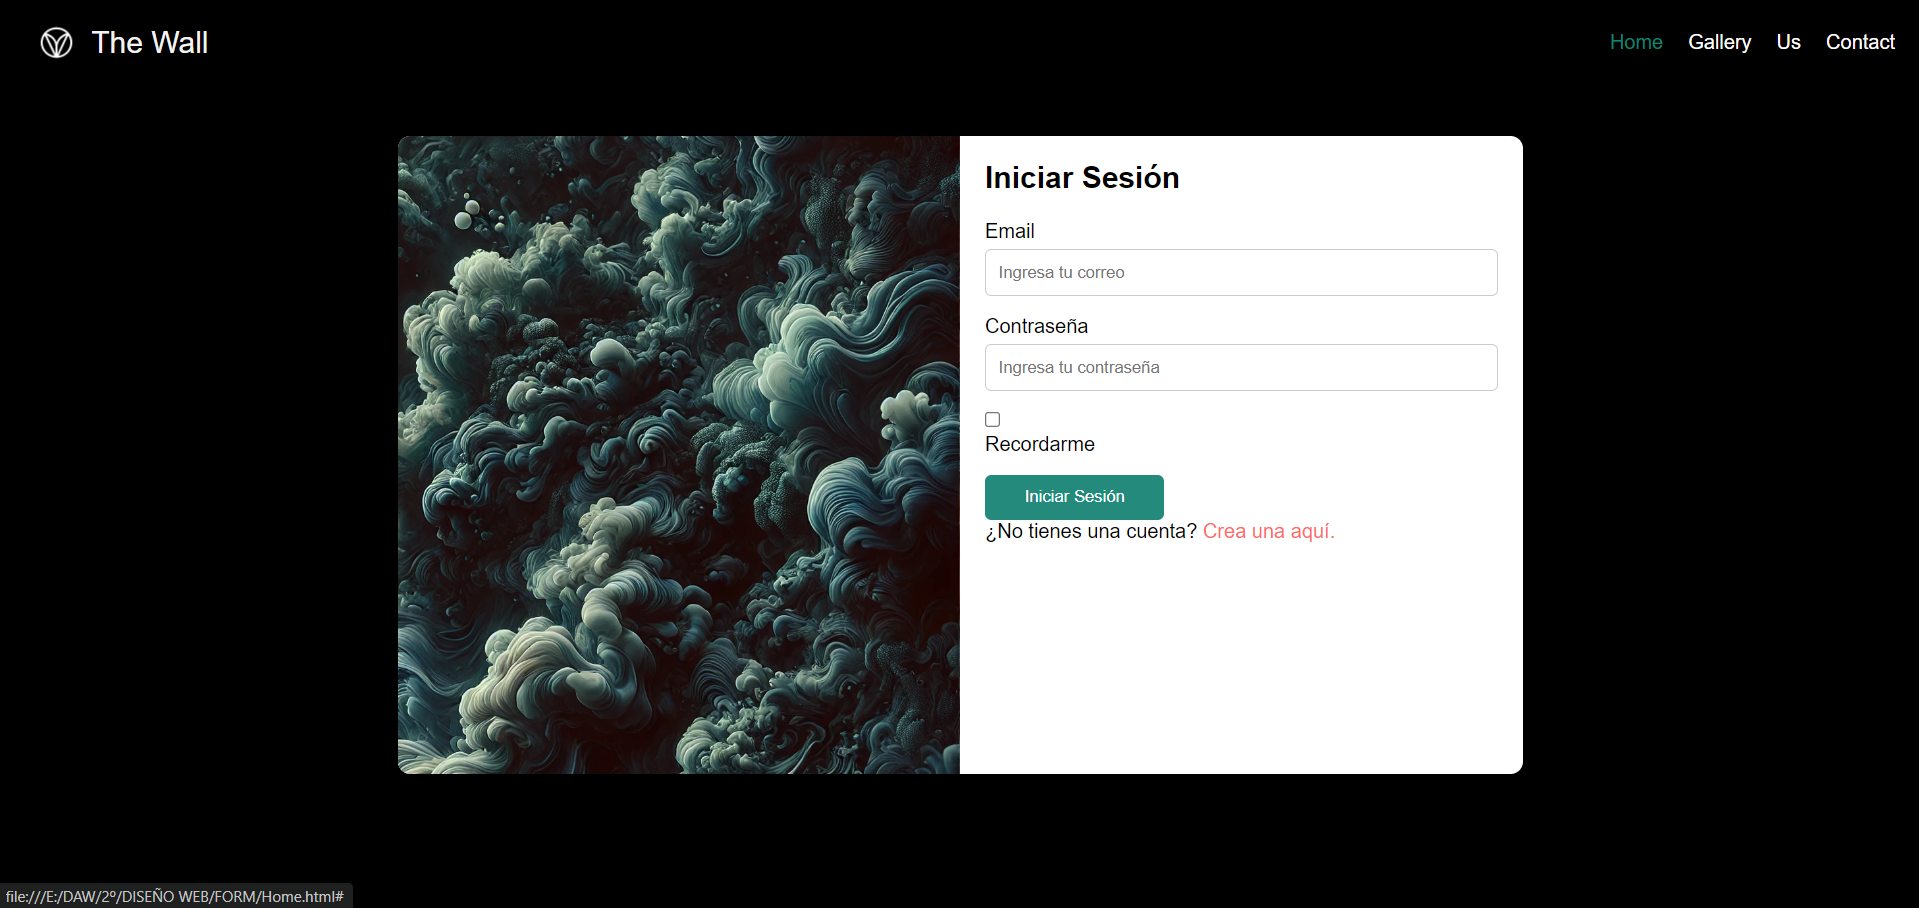 The Wall
Home Gallery Us Contact
Iniciar Sesión
Email
Ingresa tu correo
Contraseña
Ingresa tu contraseña
Recordarme
Iniciar Sesión
¿No tienes una cuenta? Crea una aquí.
file:///E:/DAW/2º/DISEÑO WEB/FORM/Home.html#